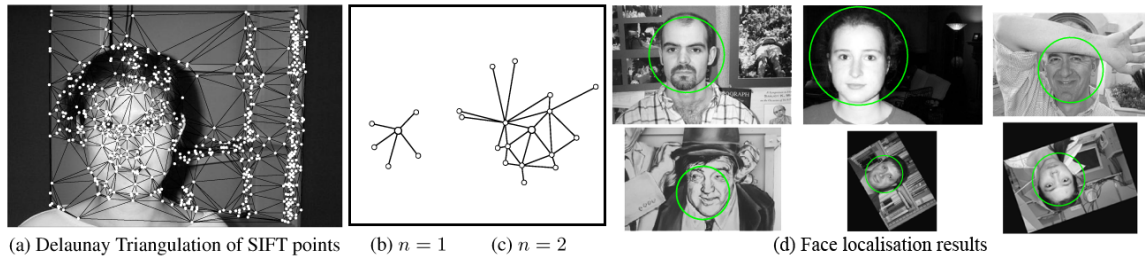 (a) Delaunay Triangulation of SIFT points
(b) n = 1
(c) n = 2
(d) Face localisation results